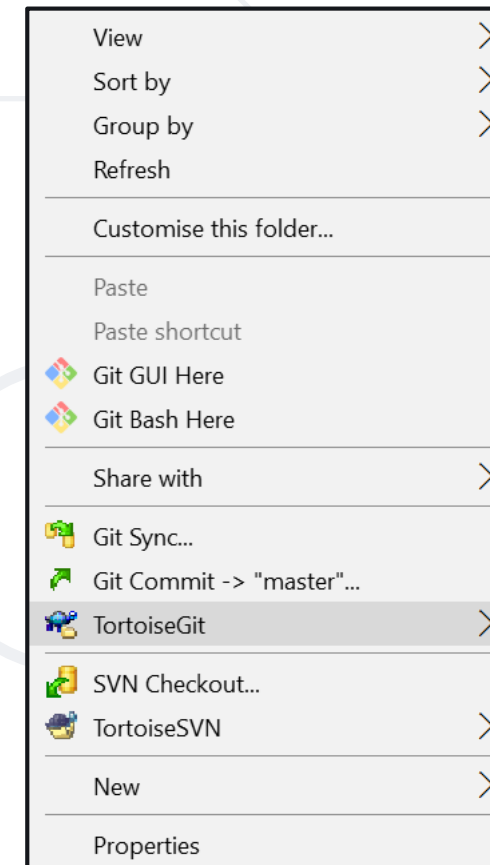 View
Sort by
Group by
Refresh
Customise this folder...
Paste
Paste shortcut
Git GUI Here
Git Bash Here
Share with
Git Sync...
Git Commit -> "master"...
TortoiseGit
SVN Checkout...
TortoiseSVN
New
Properties